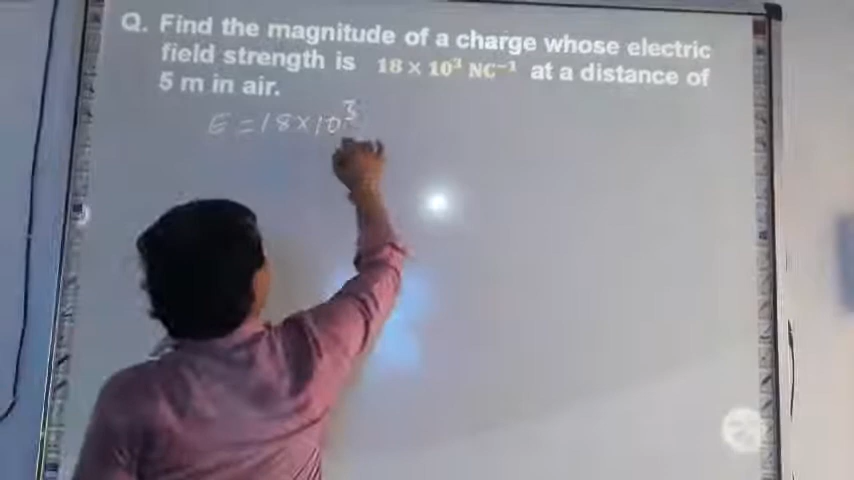 Q. Find the magnitude of a charge whose electric
field strength is 18 × 10³ NC⁻¹ at a distance of
5 m in air.
E = 18 × 10³